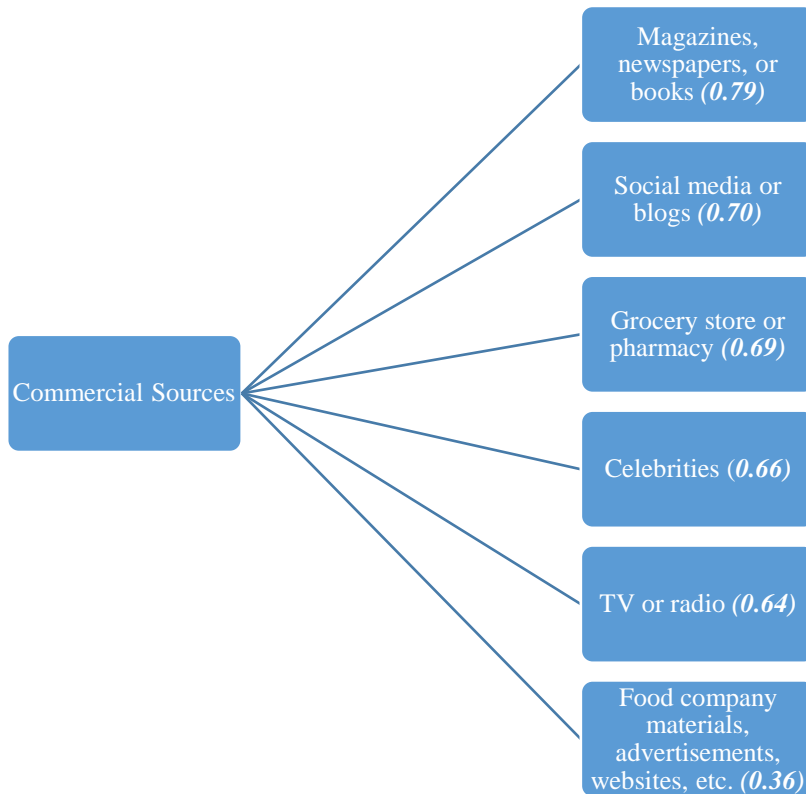 Magazines,
newspapers, or
books (0.79)
Social media or
blogs (0.70)
Grocery store or
pharmacy (0.69)
Commercial Sources
Celebrities (0.66)
TV or radio (0.64)
Food company
materials,
advertisements,
websites, etc. (0.36)